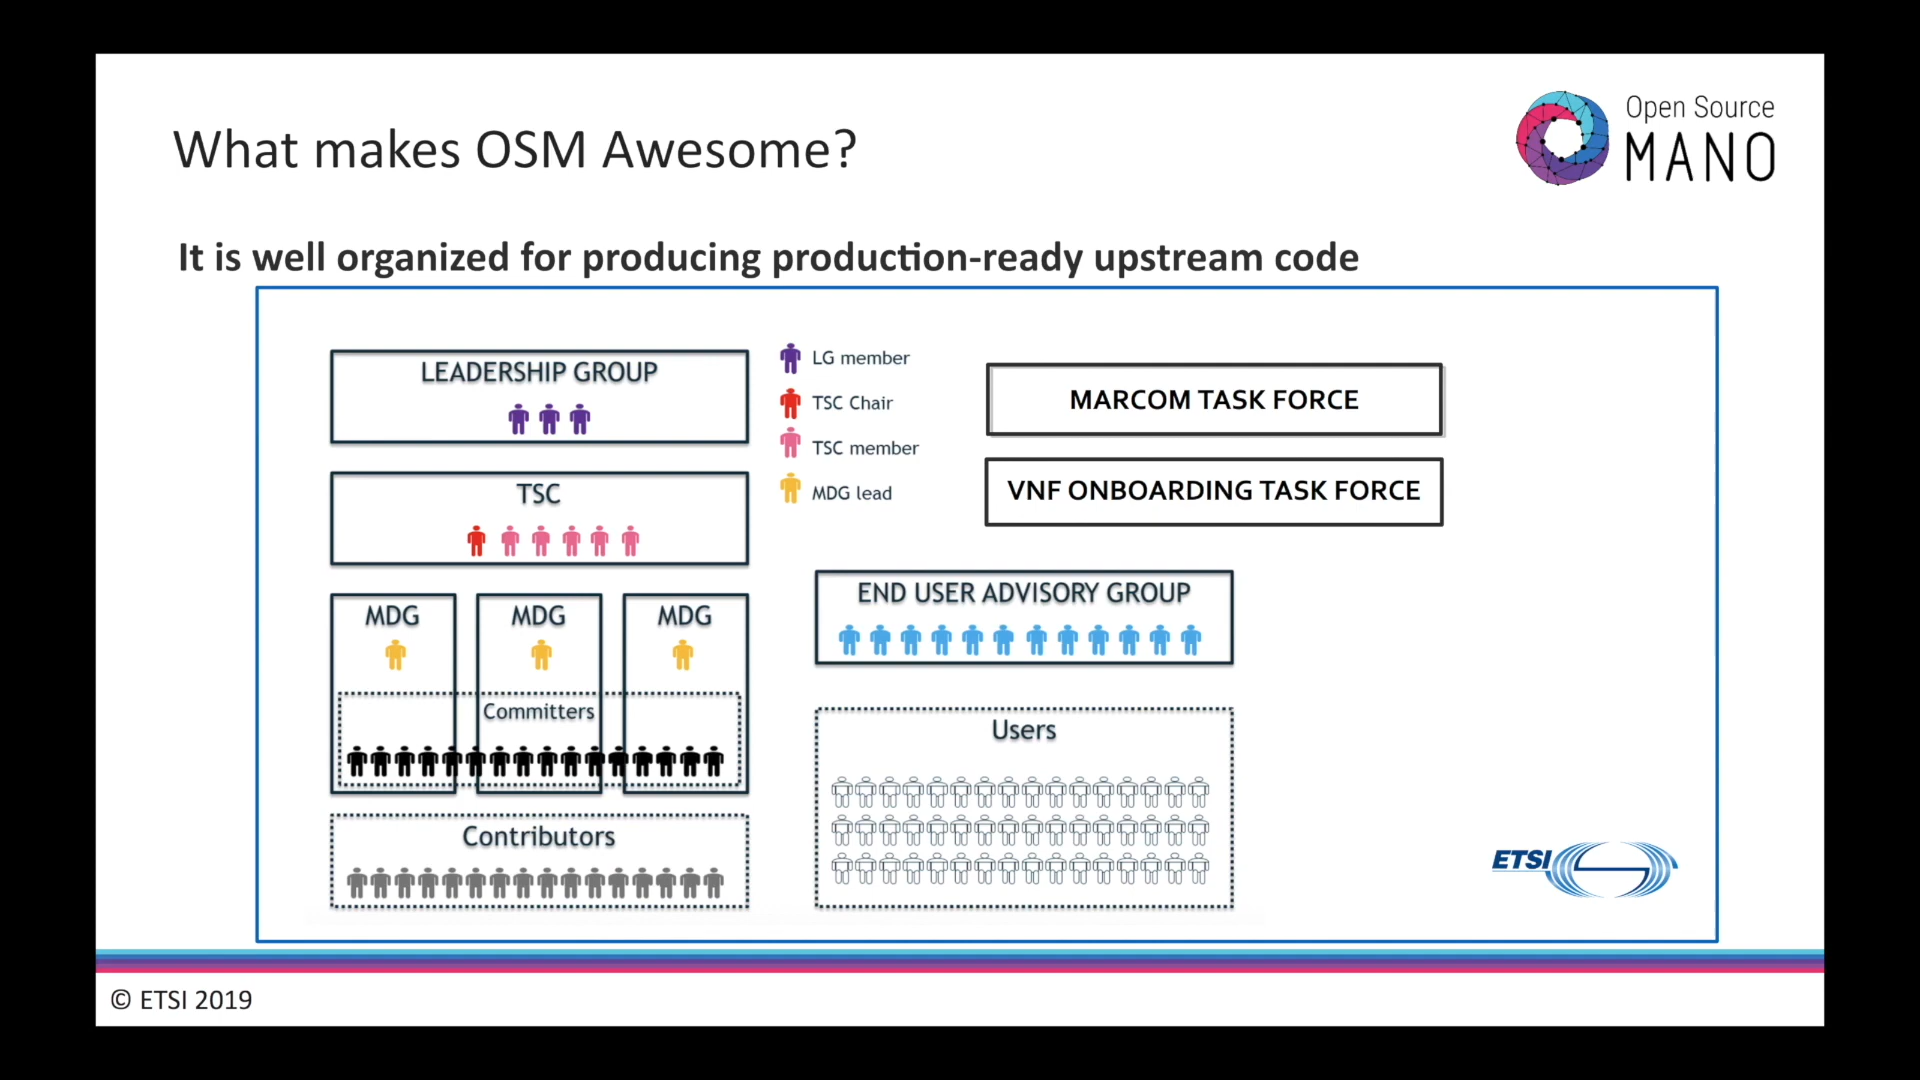 What makes OSM Awesome?
Open Source
MANO
It is well organized for producing production-ready upstream code
LEADERSHIP GROUP
LG member
TSC Chair
TSC member
MDG lead
MARCOM TASK FORCE
VNF ONBOARDING TASK FORCE
TSC
MDG
MDG
MDG
Committers
Contributors
END USER ADVISORY GROUP
Users
ETSI
© ETSI 2019